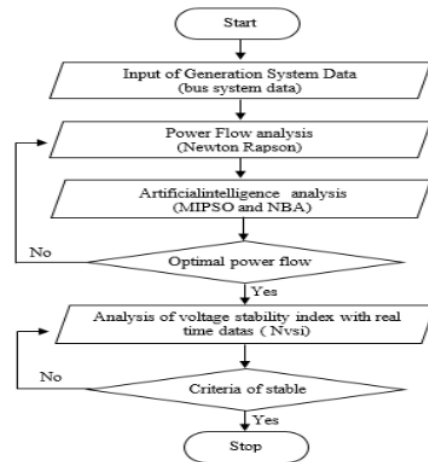 Start
Input of Generation System Data
(bus system data)
Power Flow analysis
(Newton Rapson)
Artificialintelligence analysis
(MIPSO and NBA)
No
Optimal power flow
Yes
Analysis of voltage stability index with real
time datas ( Nvsi)
No
Criteria of stable
Yes
Stop